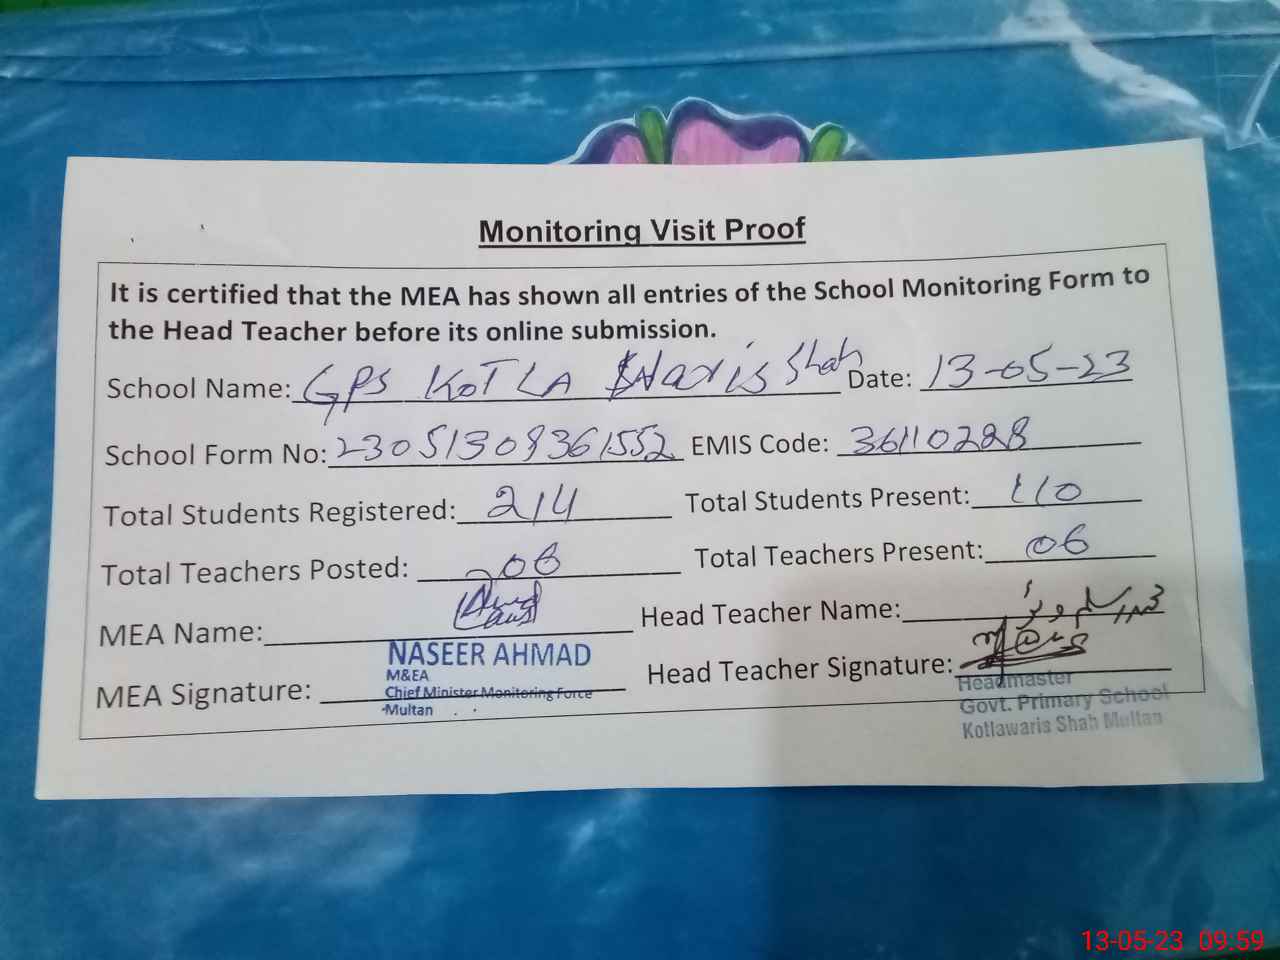 Monitoring Visit Proof
It is certified that the MEA has shown all entries of the School Monitoring Form to
the Head Teacher before its online submission.
School Name: GPS KOTLA Waris Shah Date: 13-05-23
School Form No: 23051309361552 EMIS Code: 36110228
Total Students Registered: 214 Total Students Present: 110
Total Teachers Posted: 06 Total Teachers Present: 06
MEA Name: Head Teacher Name:
NASEER AHMAD
M&EA
Chief Minister Monitoring Force
Multan
MEA Signature: Head Teacher Signature:
Headmaster
Govt. Primary School
Kotlawaris Shah Multan
13-05-23 09:59